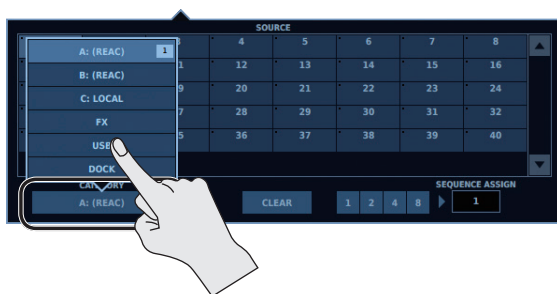 SOURCE
A: (REAC) 1
B: (REAC)
C: LOCAL
FX
DOCK
4 5 6 7 8
12 13 14 15 16
20 21 22 23 24
28 29 30 31 32
36 37 38 39 40
CATEGORY
A: (REAC)
CLEAR
1 2 4 8
SEQUENCE ASSIGN
1